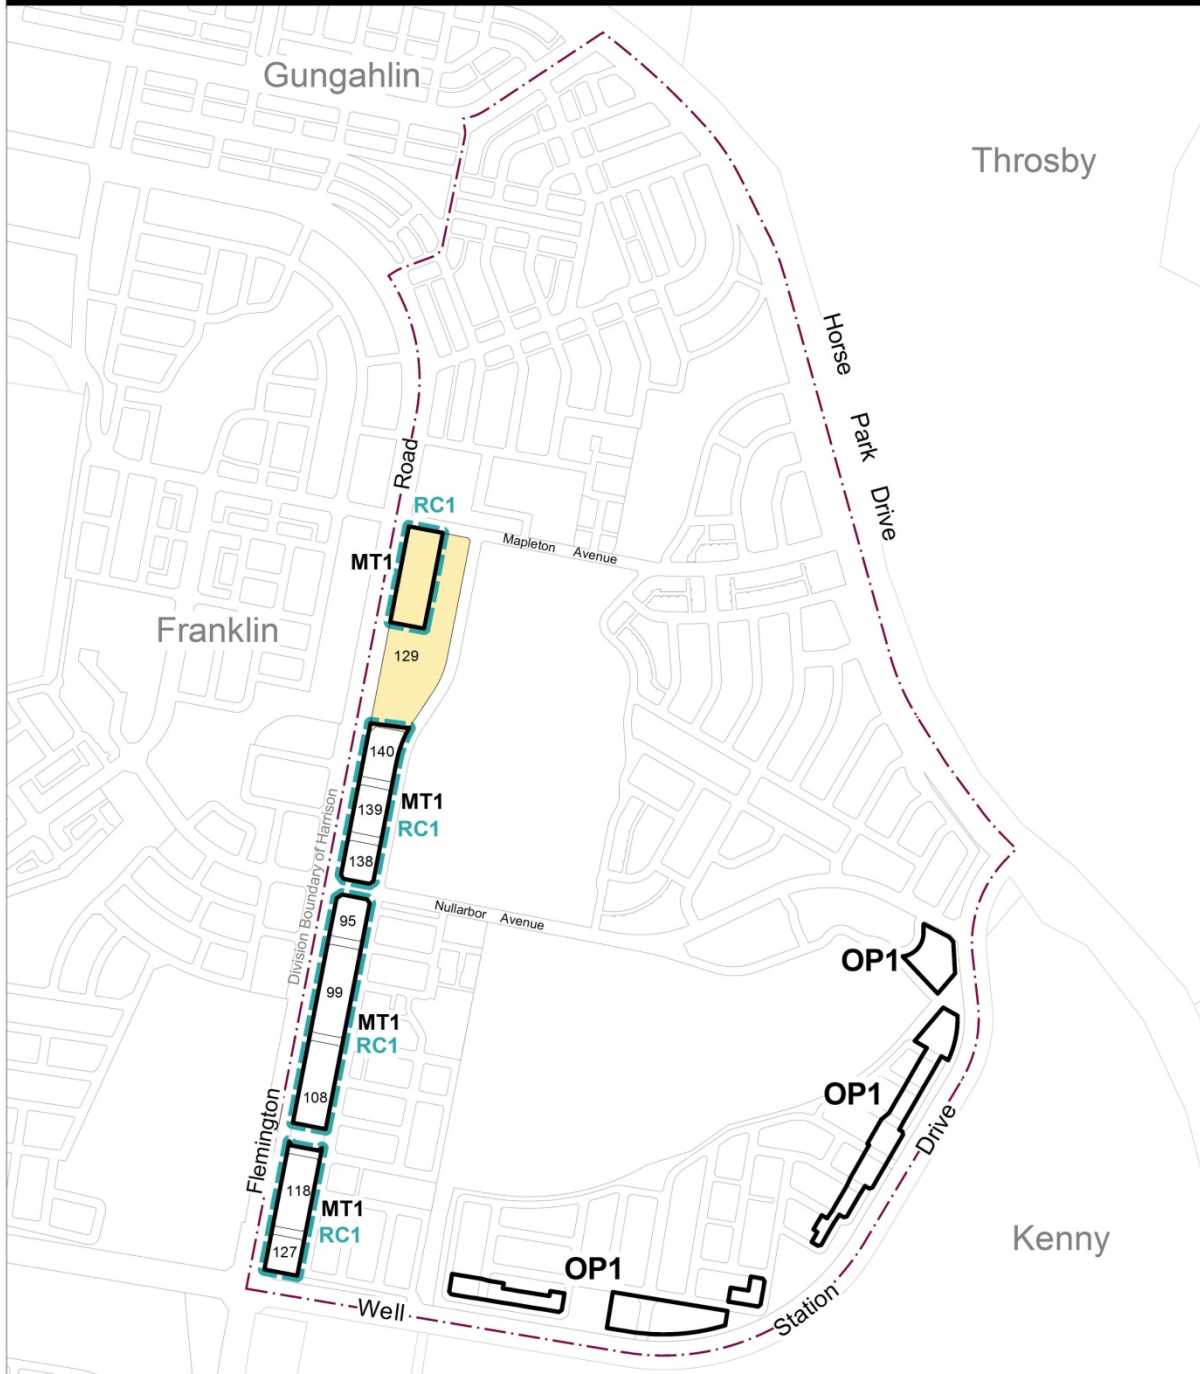 Gungahlin
Throsby
Horse Park Drive
Road
RC1
MT1
Mapleton Avenue
Franklin
129
140
139
MT1
RC1
138
Division Boundary of Harrison
95
Nullarbor Avenue
OP1
99
MT1
RC1
108
OP1
Flemington
Drive
118
MT1
RC1
127
Kenny
OP1
Well
Station